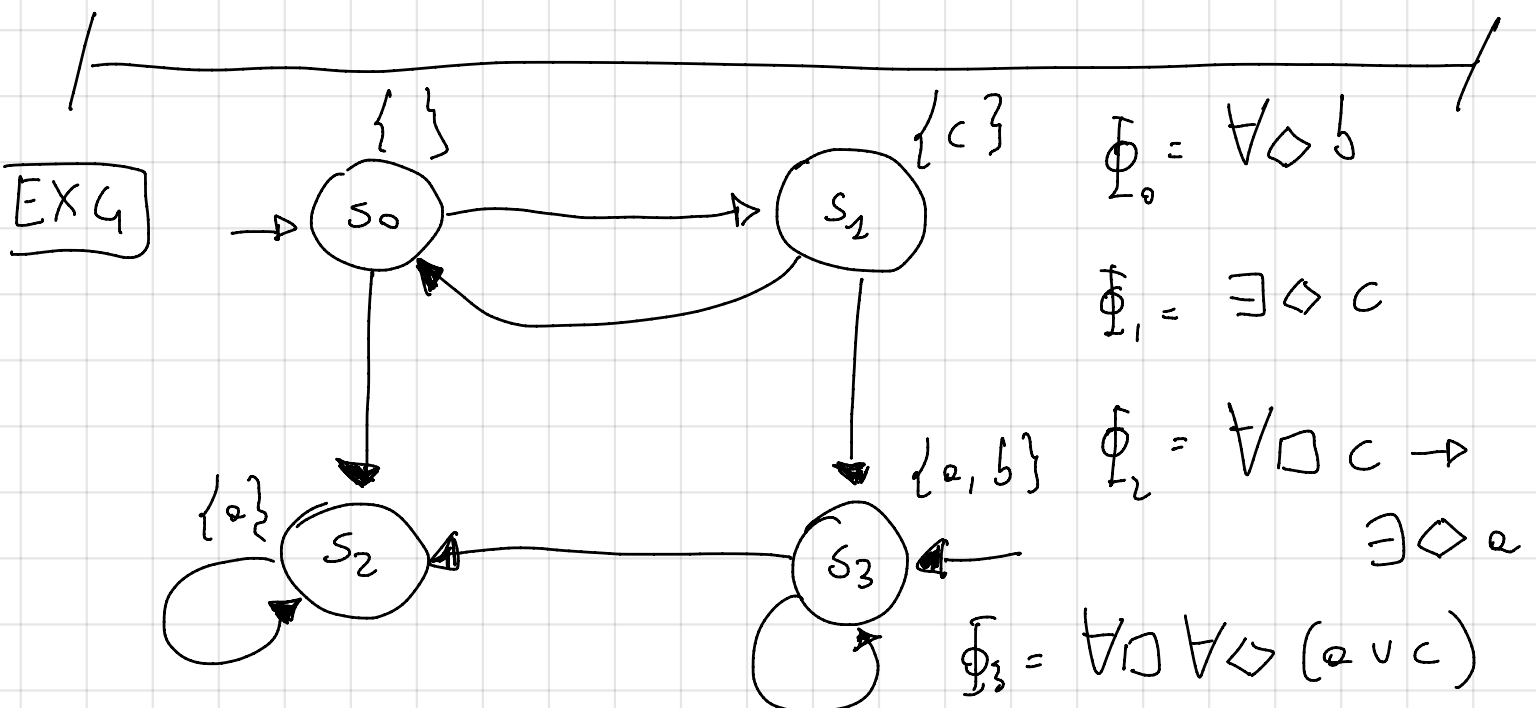 { }
{c}
Φ₀ = ∀◇ b
EX 4
S0
S1
Φ₁ = ∃◇ c
{a, b}
Φ₂ = ∀□ c →
∃◇ a
{a}
S2
S3
Φ₃ = ∀□ ∀◇ (a ∪ c)